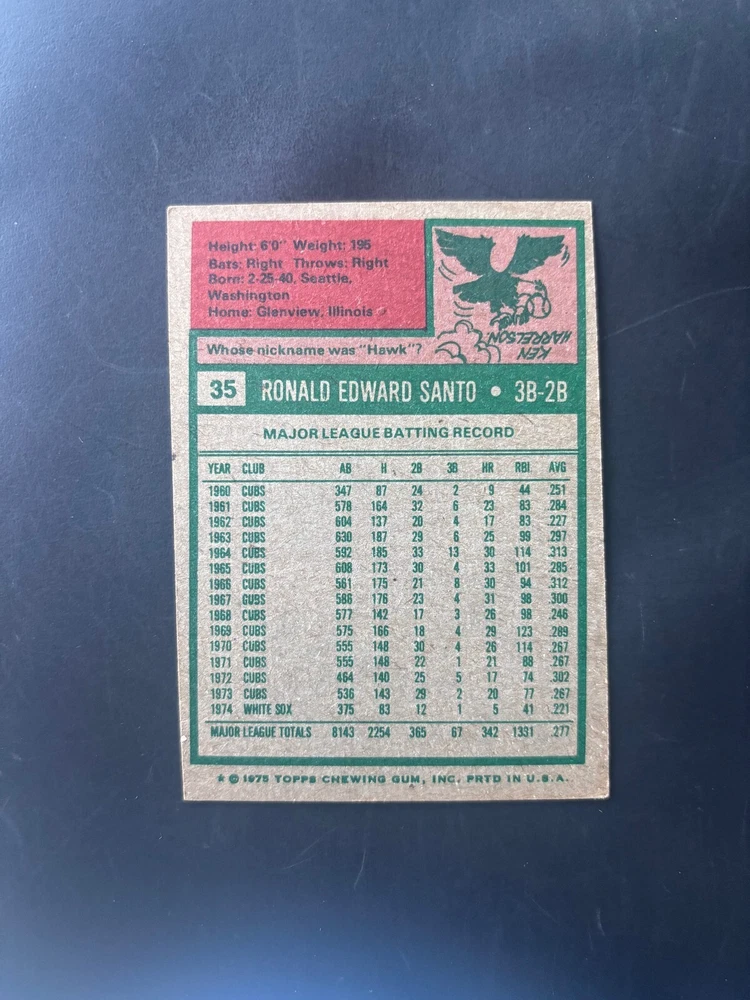 Height: 6'0" Weight: 195
Bats: Right Throws: Right
Born: 2-25-40, Seattle,
Washington
Home: Glenview, Illinois
Whose nickname was "Hawk"?
KEN
HARRELSON
35 RONALD EDWARD SANTO • 3B-2B
MAJOR LEAGUE BATTING RECORD
YEAR CLUB AB H 2B 3B HR RBI AVG
1960 CUBS 347 87 24 2 9 44 .251
1961 CUBS 578 164 32 6 23 83 .284
1962 CUBS 604 137 20 4 17 83 .227
1963 CUBS 630 187 29 6 25 99 .297
1964 CUBS 592 185 33 13 30 114 .313
1965 CUBS 608 173 30 4 33 101 .285
1966 CUBS 561 175 21 8 30 94 .312
1967 CUBS 586 176 23 4 31 98 .300
1968 CUBS 577 142 17 3 26 98 .246
1969 CUBS 575 166 18 4 29 123 .289
1970 CUBS 555 148 30 4 26 114 .267
1971 CUBS 555 148 22 1 21 88 .267
1972 CUBS 464 140 25 5 17 74 .302
1973 CUBS 536 143 29 2 20 77 .267
1974 WHITE SOX 375 83 12 1 5 41 .221
MAJOR LEAGUE TOTALS 8143 2254 365 67 342 1331 .277
★ © 1975 TOPPS CHEWING GUM, INC. PRTD IN U.S.A.